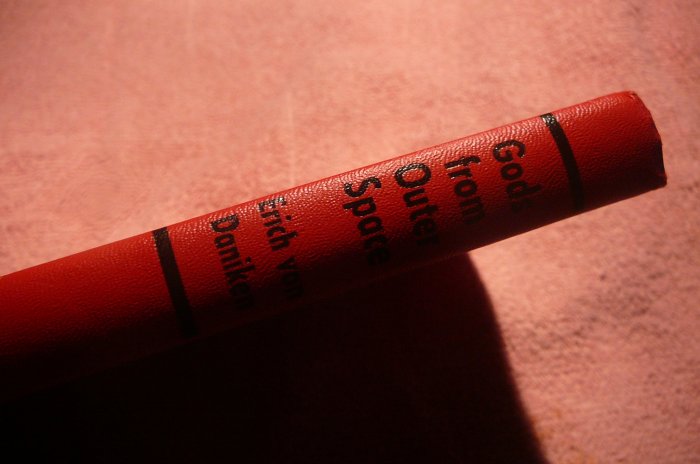 Gods
from
Outer
Space
Erich von
Daniken